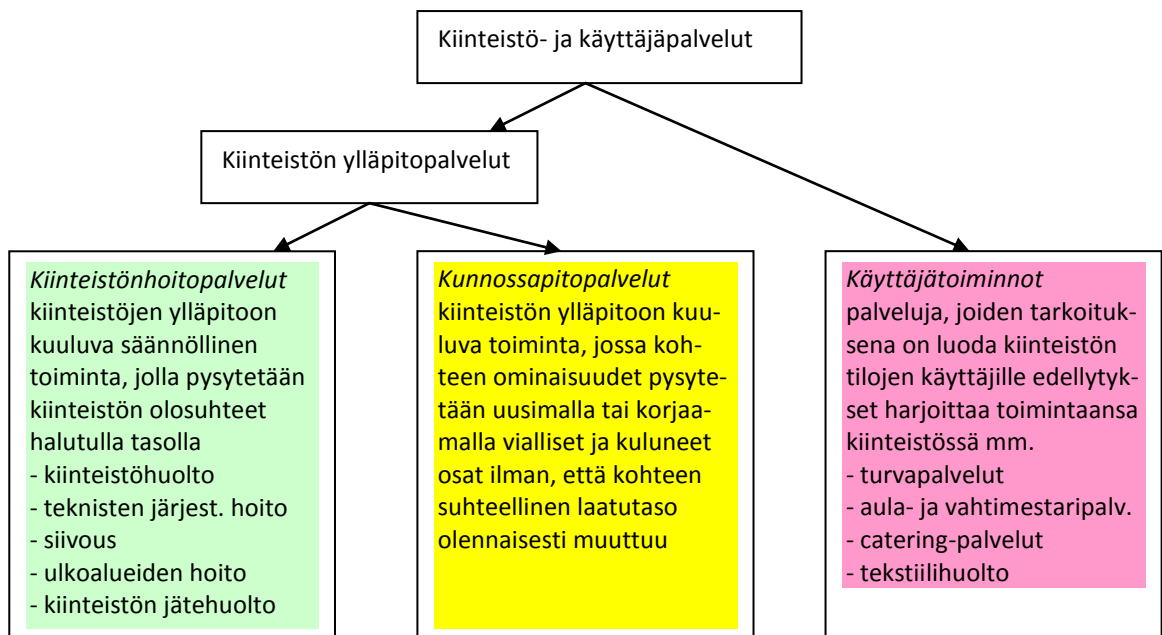 Kiinteistö- ja käyttäjäpalvelut
Kiinteistön ylläpitopalvelut
Kiinteistönhoitopalvelut
kiinteistöjen ylläpitoon
kuuluva säännöllinen
toiminta, jolla pysytetään
kiinteistön olosuhteet
halutulla tasolla
- kiinteistöhuolto
- teknisten järjest. hoito
- siivous
- ulkoalueiden hoito
- kiinteistön jätehuolto
Kunnossapitopalvelut
kiinteistön ylläpitoon kuu-
luva toiminta, jossa koh-
teen ominaisuudet pysyte-
tään uusimalla tai korjaa-
malla vialliset ja kuluneet
osat ilman, että kohteen
suhteellinen laatutaso
olennaisesti muuttuu
Käyttäjätoiminnot
palveluja, joiden tarkoituk-
sena on luoda kiinteistön
tilojen käyttäjille edellytyk-
set harjoittaa toimintaansa
kiinteistössä mm.
- turvapalvelut
- aula- ja vahtimestaripalv.
- catering-palvelut
- tekstiilihuolto